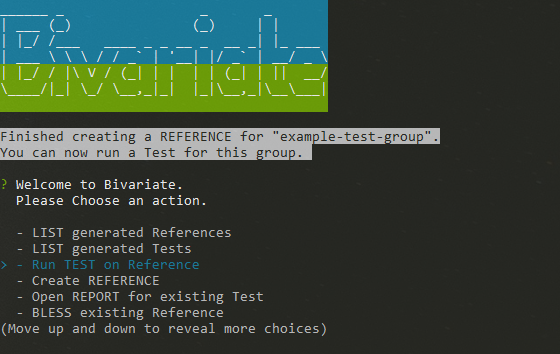 Bivariate
Finished creating a REFERENCE for "example-test-group".
You can now run a Test for this group.
? Welcome to Bivariate.
Please Choose an action.
- LIST generated References
- LIST generated Tests
> - Run TEST on Reference
- Create REFERENCE
- Open REPORT for existing Test
- BLESS existing Reference
(Move up and down to reveal more choices)